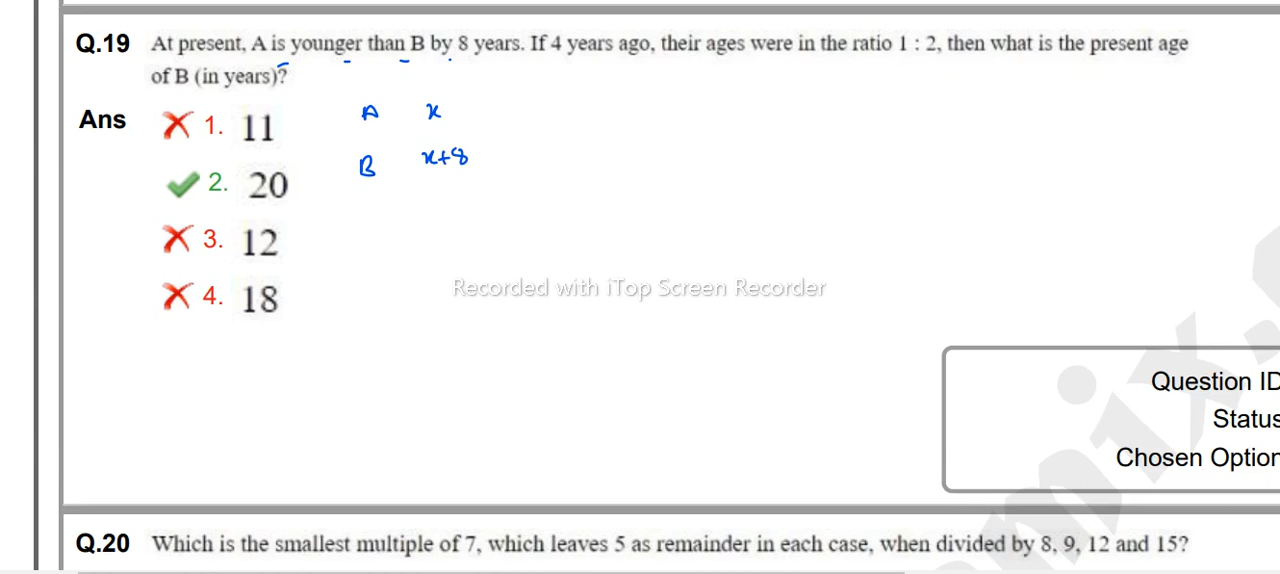 Q.19 At present, A is younger than B by 8 years. If 4 years ago, their ages were in the ratio 1 : 2, then what is the present age
of B (in years)?
Ans 1. 11
A x
2. 20
B x+8
3. 12
4. 18
Recorded with iTop Screen Recorder
Question ID
Status
Chosen Option
mix.
Q.20 Which is the smallest multiple of 7, which leaves 5 as remainder in each case, when divided by 8, 9, 12 and 15?